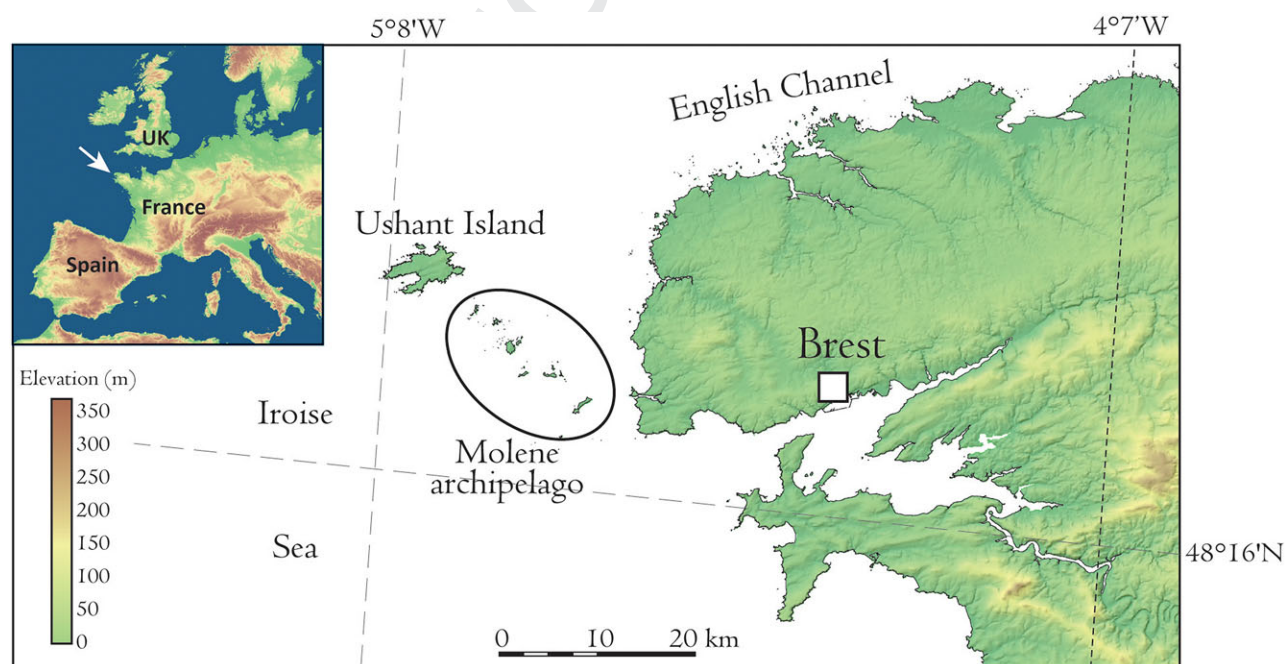 5°8'W
4°7'W
English Channel
UK
France
Spain
Ushant Island
Brest
Elevation (m)
350
300
250
200
150
100
50
0
Iroise
Sea
Molene
archipelago
48°16'N
0 10 20 km